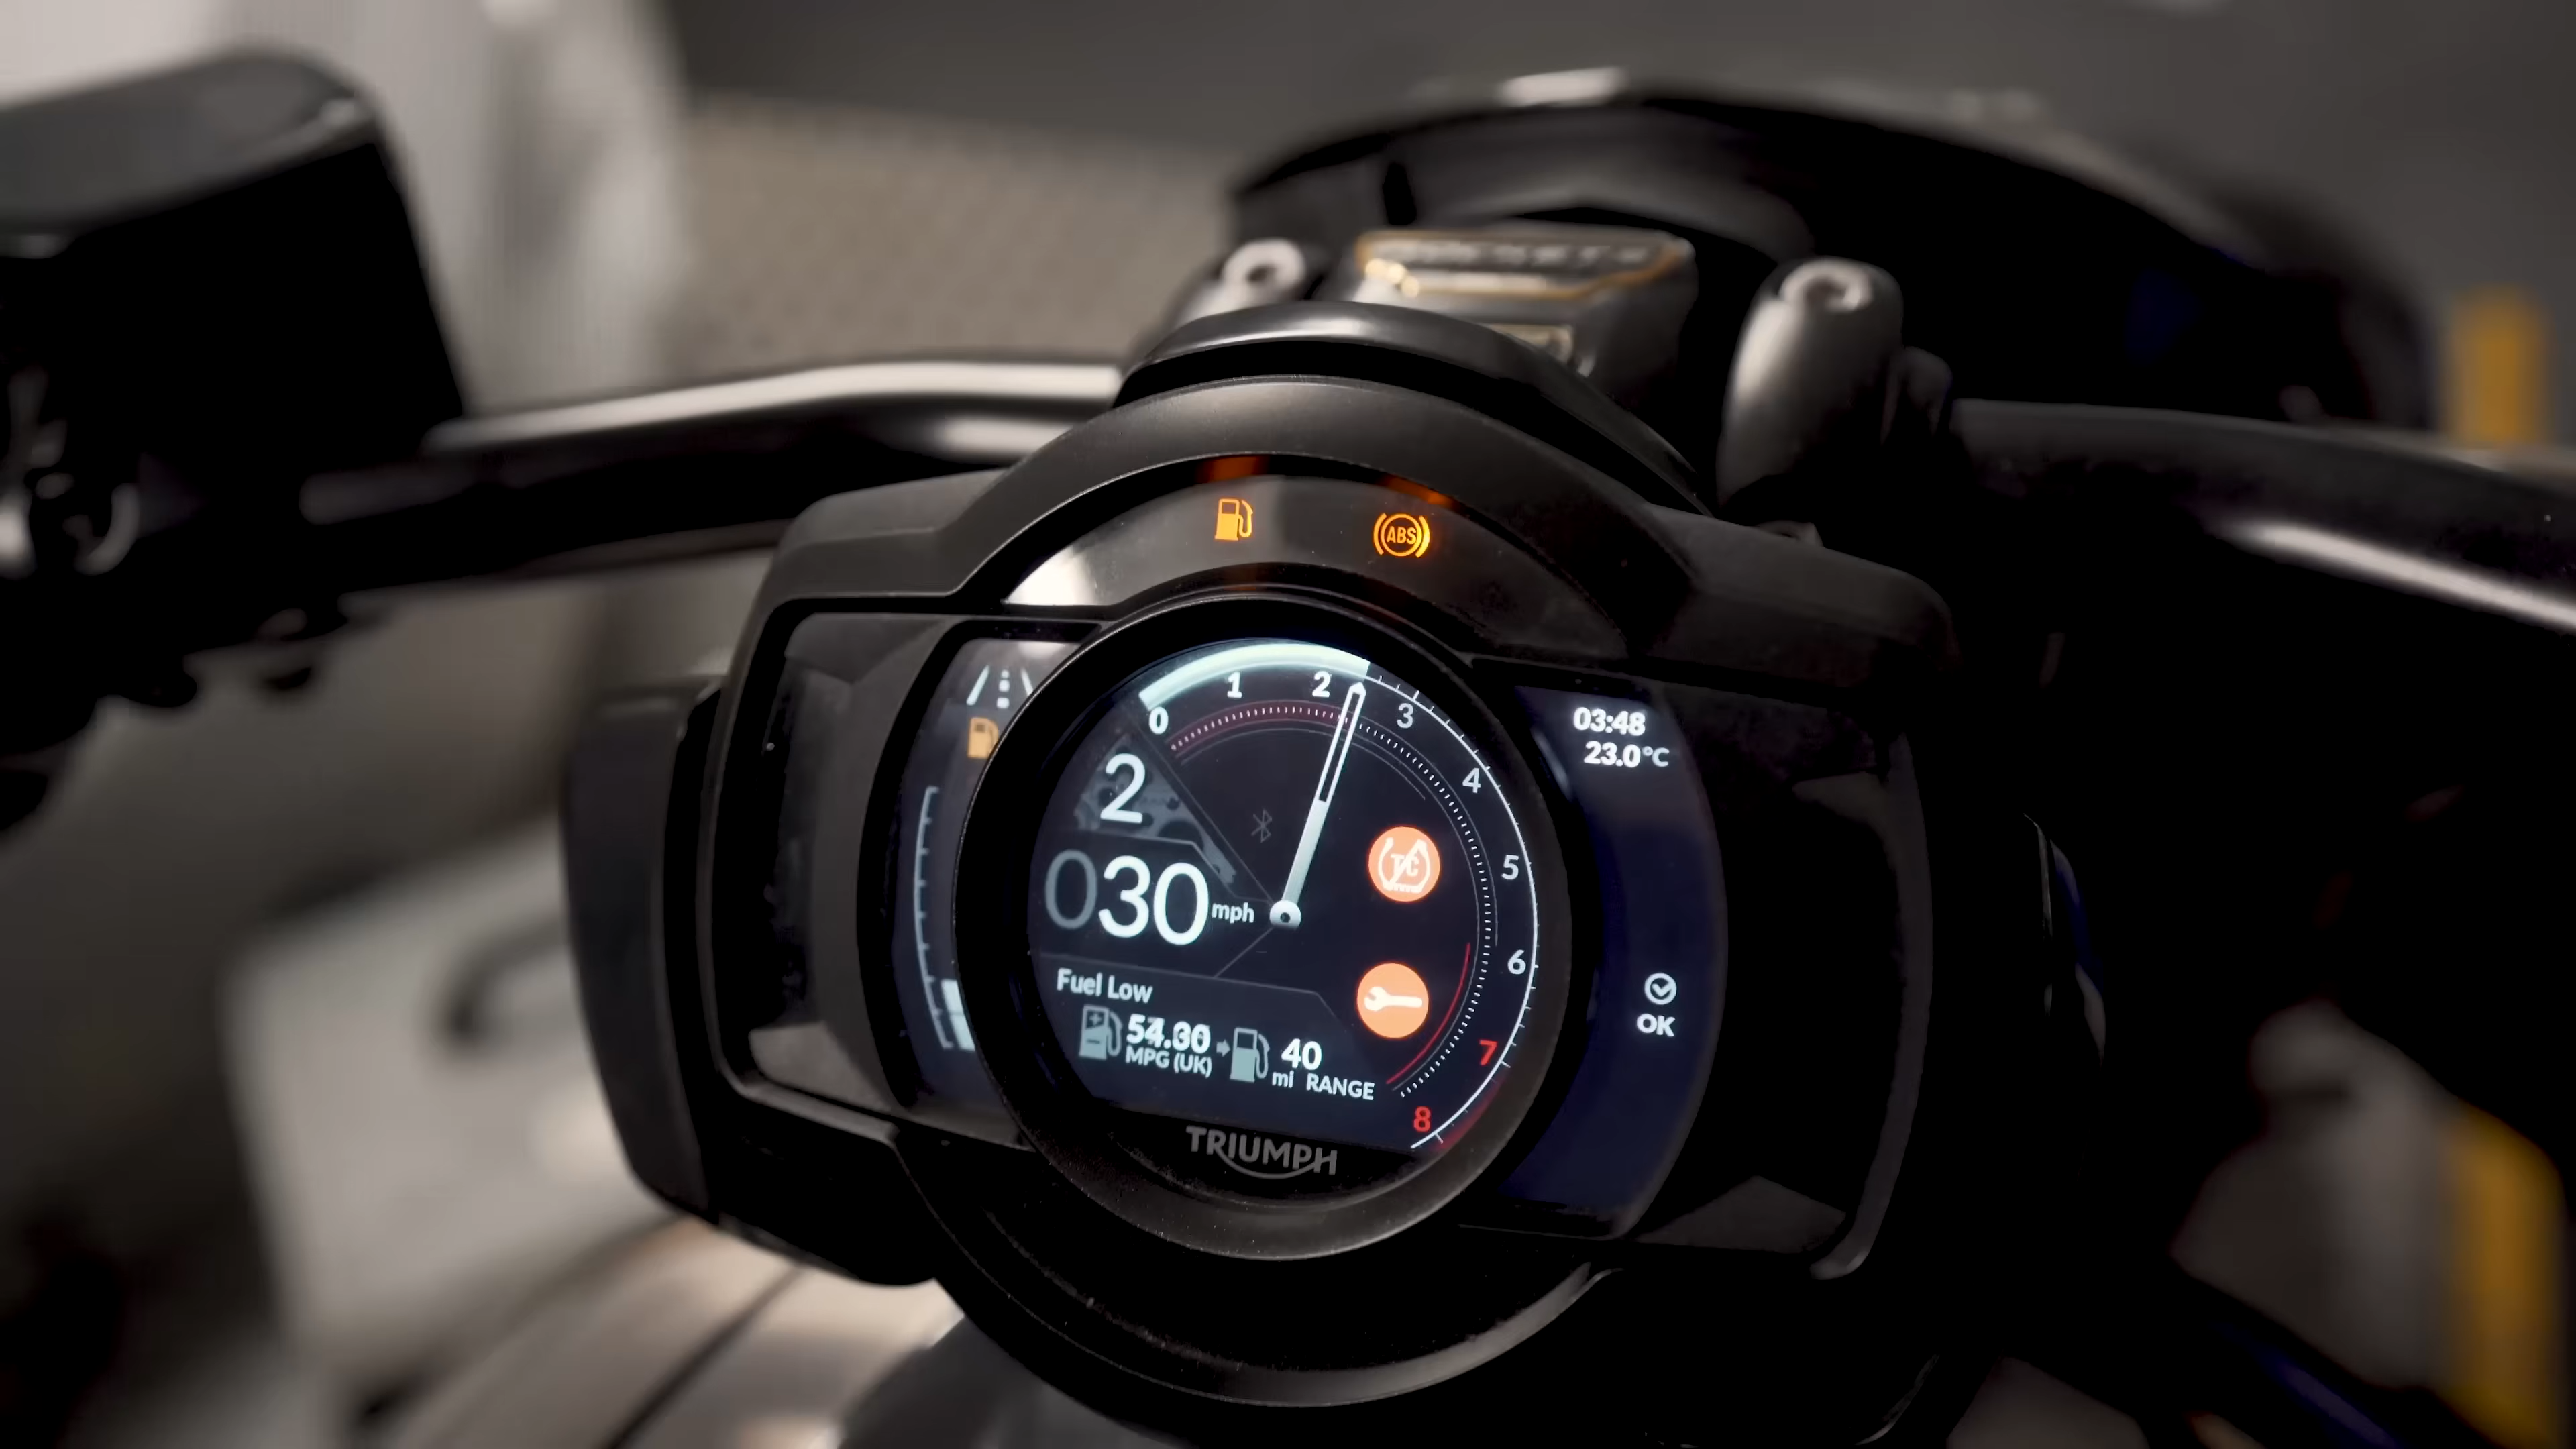 ABS
03:48
23.0°C
0 1 2 3 4 5 6 7 8
2
TC
030 mph
Fuel Low
40
MPG (UK)
mi RANGE
OK
TRIUMPH